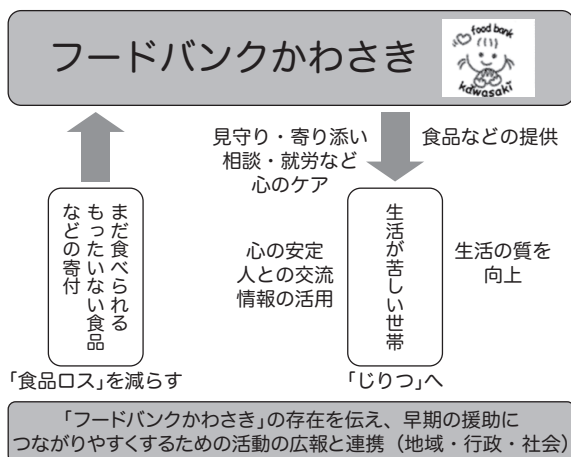 フードバンクかわさき
food bank
kawasaki
見守り・寄り添い
相談・就労など
心のケア
食品などの提供
まだ食べられる
もったいない食品
などの寄付
心の安定
人との交流
情報の活用
生活が苦しい世帯
生活の質を
向上
「食品ロス」を減らす
「じりつ」へ
「フードバンクかわさき」の存在を伝え、早期の援助に
つながりやすくするための活動の広報と連携（地域・行政・社会）